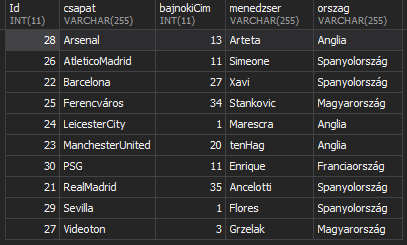 Id csapat bajnokiCim menedzser orszag
INT(11) VARCHAR(255) INT(11) VARCHAR(255) VARCHAR(255)
28 Arsenal 13 Arteta Anglia
26 AtleticoMadrid 11 Simeone Spanyolország
22 Barcelona 27 Xavi Spanyolország
25 Ferencváros 34 Stankovic Magyarország
24 LeicesterCity 1 Marescra Anglia
23 ManchesterUnited 20 tenHag Anglia
30 PSG 11 Enrique Franciaország
21 RealMadrid 35 Ancelotti Spanyolország
29 Sevilla 1 Flores Spanyolország
27 Videoton 3 Grzelak Magyarország